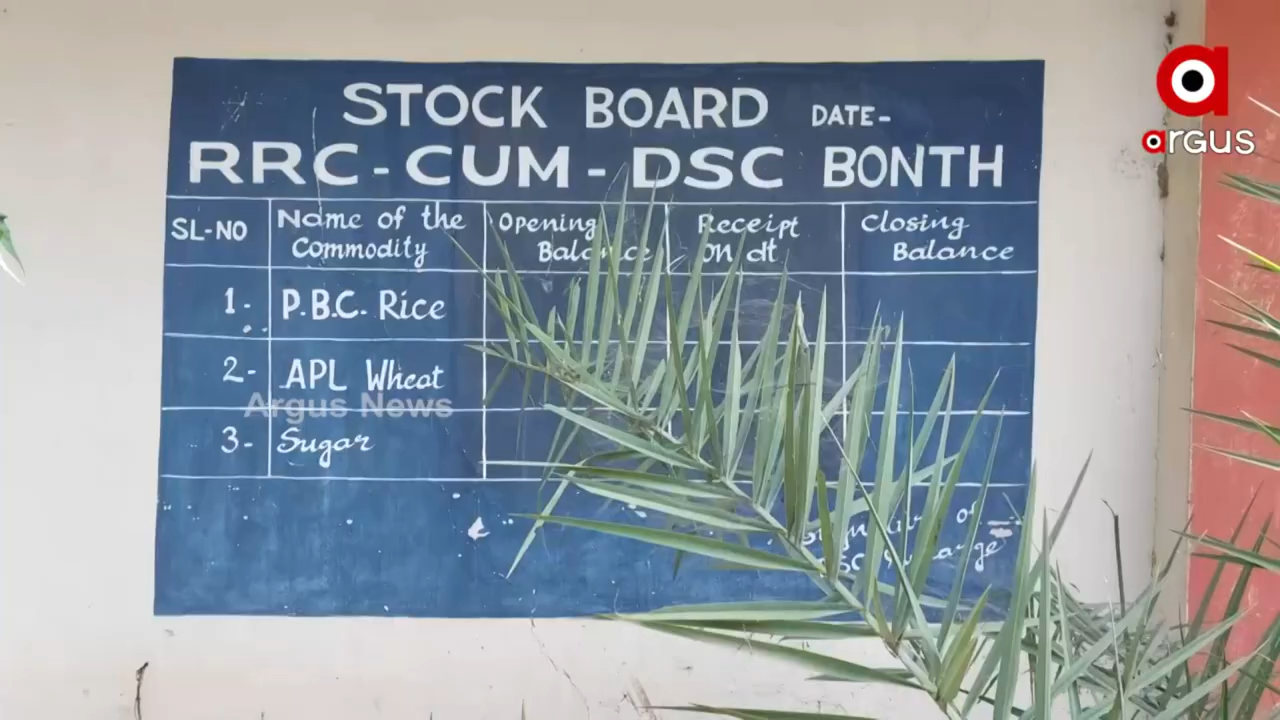 STOCK BOARD DATE-
RRC-CUM-DSC BONTH
SL-NO
Name of the
Commodity
Opening
Balance
Receipt
on dt
Closing
Balance
1- P.B.C. Rice
2- APL Wheat
3- Sugar
of
Argus News
argus